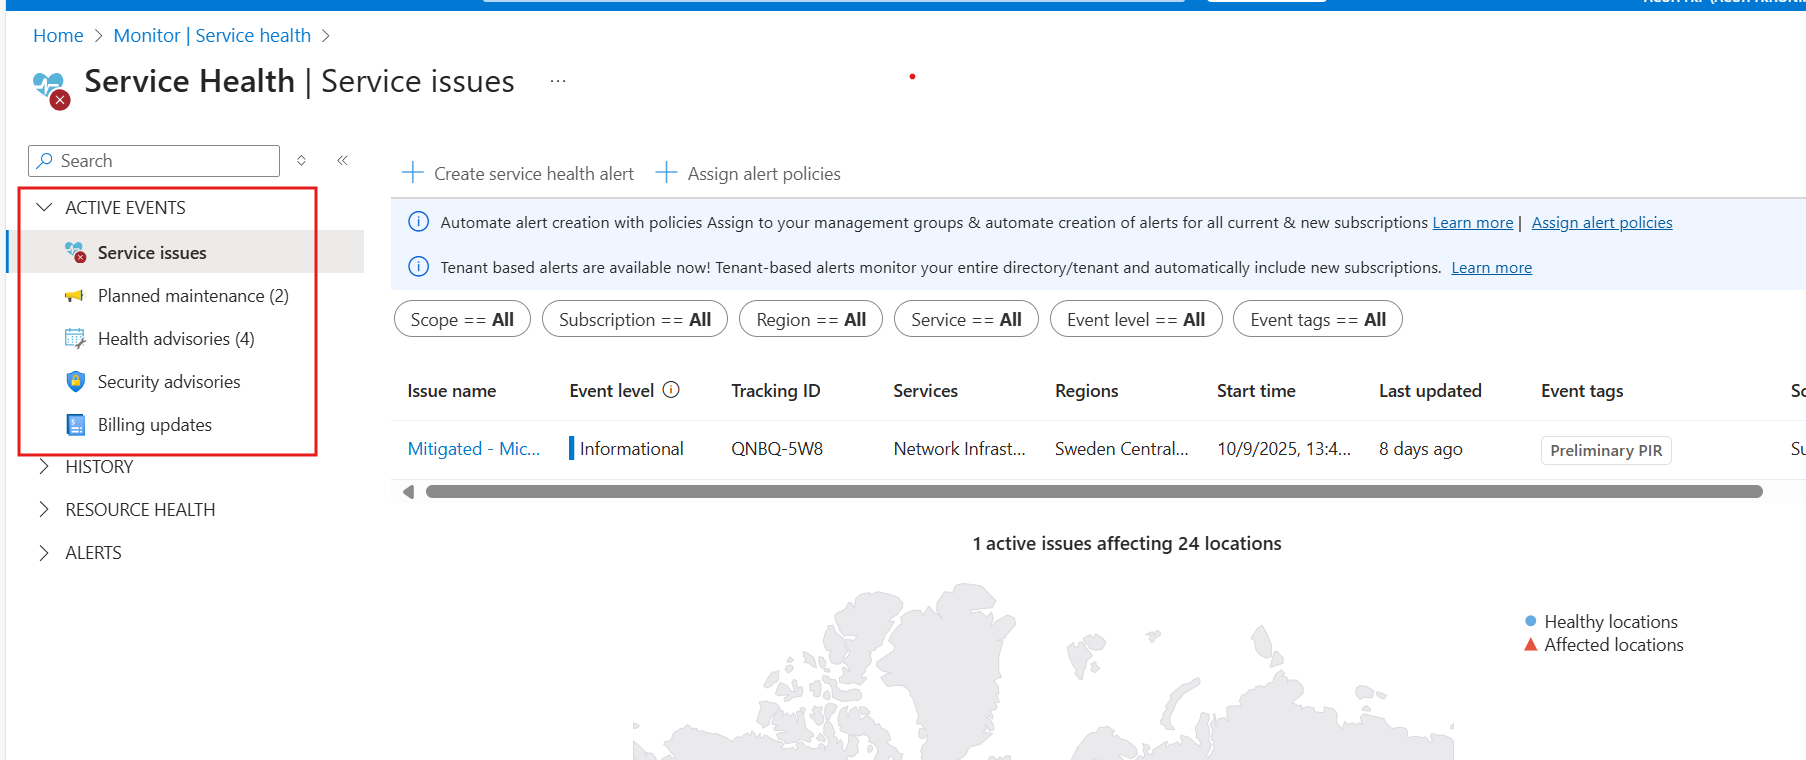 Home > Monitor | Service health >
Service Health | Service issues ...
Search
Create service health alert
Assign alert policies
ACTIVE EVENTS
Service issues
Planned maintenance (2)
Health advisories (4)
Security advisories
Billing updates
HISTORY
RESOURCE HEALTH
ALERTS
Automate alert creation with policies Assign to your management groups & automate creation of alerts for all current & new subscriptions Learn more | Assign alert policies
Tenant based alerts are available now! Tenant-based alerts monitor your entire directory/tenant and automatically include new subscriptions. Learn more
Scope == All
Subscription == All
Region == All
Service == All
Event level == All
Event tags == All
Issue name Event level Tracking ID Services Regions Start time Last updated Event tags
Mitigated - Mic... Informational QNBQ-5W8 Network Infrast... Sweden Central... 10/9/2025, 13:4... 8 days ago Preliminary PIR
1 active issues affecting 24 locations
Healthy locations
Affected locations